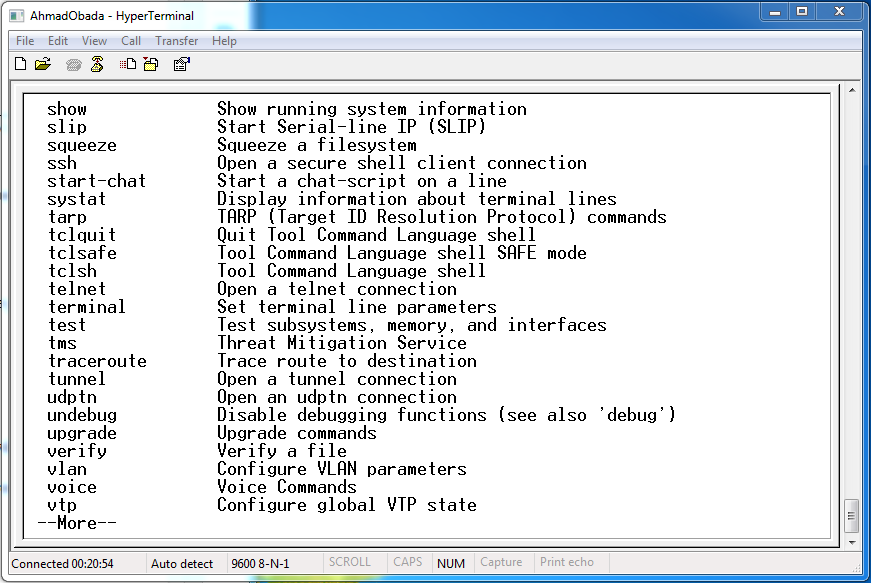 AhmadObada - HyperTerminal
File Edit View Call Transfer Help
show Show running system information
slip Start Serial-line IP (SLIP)
squeeze Squeeze a filesystem
ssh Open a secure shell client connection
start-chat Start a chat-script on a line
systat Display information about terminal lines
tarp TARP (Target ID Resolution Protocol) commands
tclquit Quit Tool Command Language shell
tclsafe Tool Command Language shell SAFE mode
tclsh Tool Command Language shell
telnet Open a telnet connection
terminal Set terminal line parameters
test Test subsystems, memory, and interfaces
tms Threat Mitigation Service
traceroute Trace route to destination
tunnel Open a tunnel connection
udptn Open an udptn connection
undebug Disable debugging functions (see also 'debug')
upgrade Upgrade commands
verify Verify a file
vlan Configure VLAN parameters
voice Voice Commands
vtp Configure global VTP state
--More--
Connected 00:20:54 Auto detect 9600 8-N-1 SCROLL CAPS NUM Capture Print echo